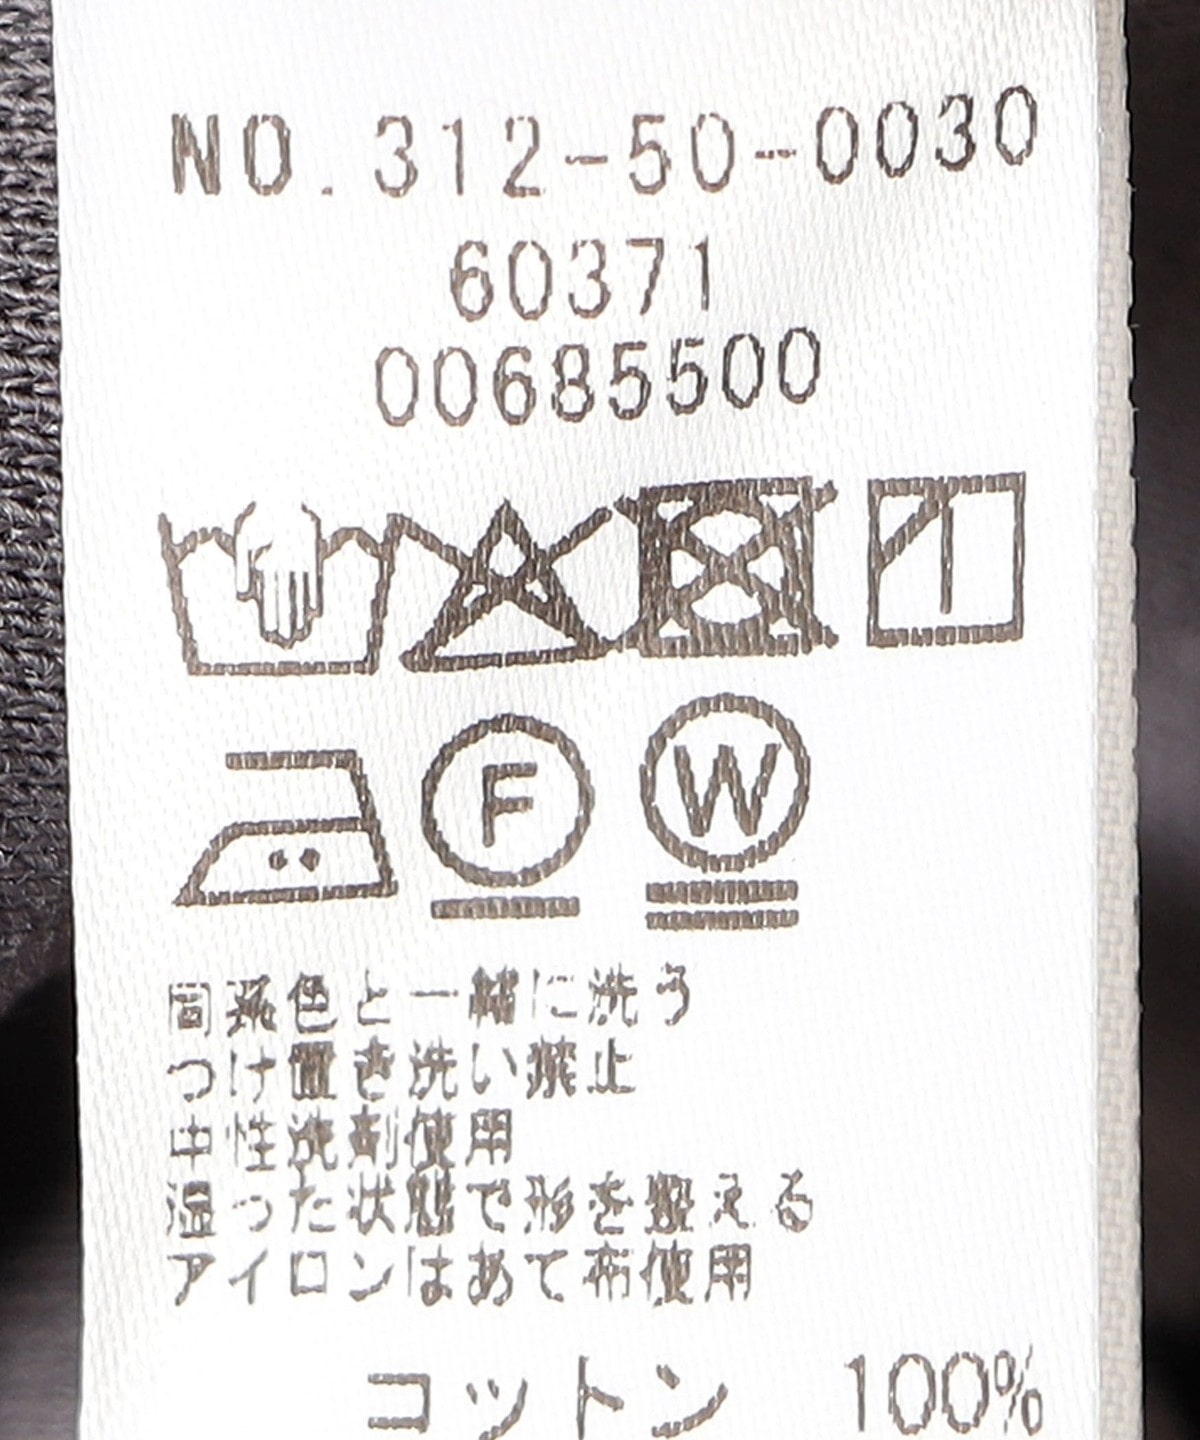 NO.312-50-0030
60371
00685500
F W
同系色と一緒に洗う
つけ置き洗い禁止
中性洗剤使用
湿った状態で形を整える
アイロンはあて布使用
コットン 100%